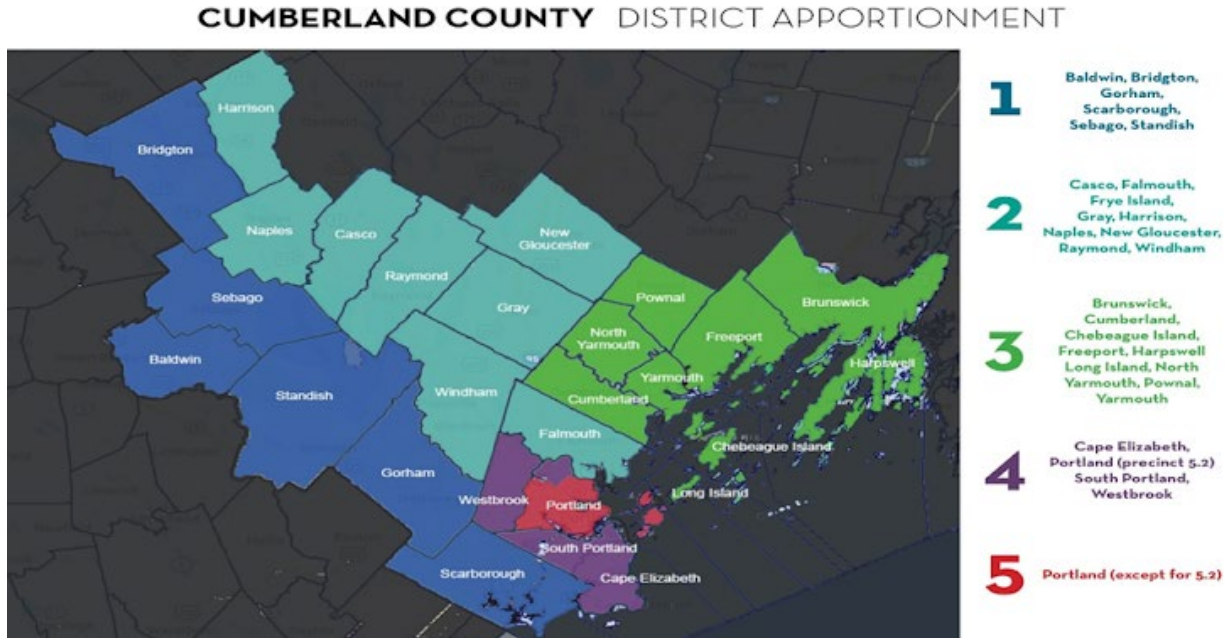 CUMBERLAND COUNTY DISTRICT APPORTIONMENT
Harrison
Bridgton
Naples
Casco
New
Gloucester
Raymond
Sebago
Gray
Pownal
Brunswick
North
Yarmouth
Freeport
Baldwin
Harpswell
Yarmouth
Standish
Windham
Cumberland
Falmouth
Chebeague Island
Gorham
Westbrook
Long Island
Portland
South Portland
Scarborough
Cape Elizabeth
1
Baldwin, Bridgton,
Gorham,
Scarborough,
Sebago, Standish
2
Casco, Falmouth,
Frye Island,
Gray, Harrison,
Naples, New Gloucester,
Raymond, Windham
3
Brunswick,
Cumberland,
Chebeague Island,
Freeport, Harpswell
Long Island, North
Yarmouth, Pownal,
Yarmouth
4
Cape Elizabeth,
Portland (precinct 5.2)
South Portland,
Westbrook
5
Portland (except for 5.2)